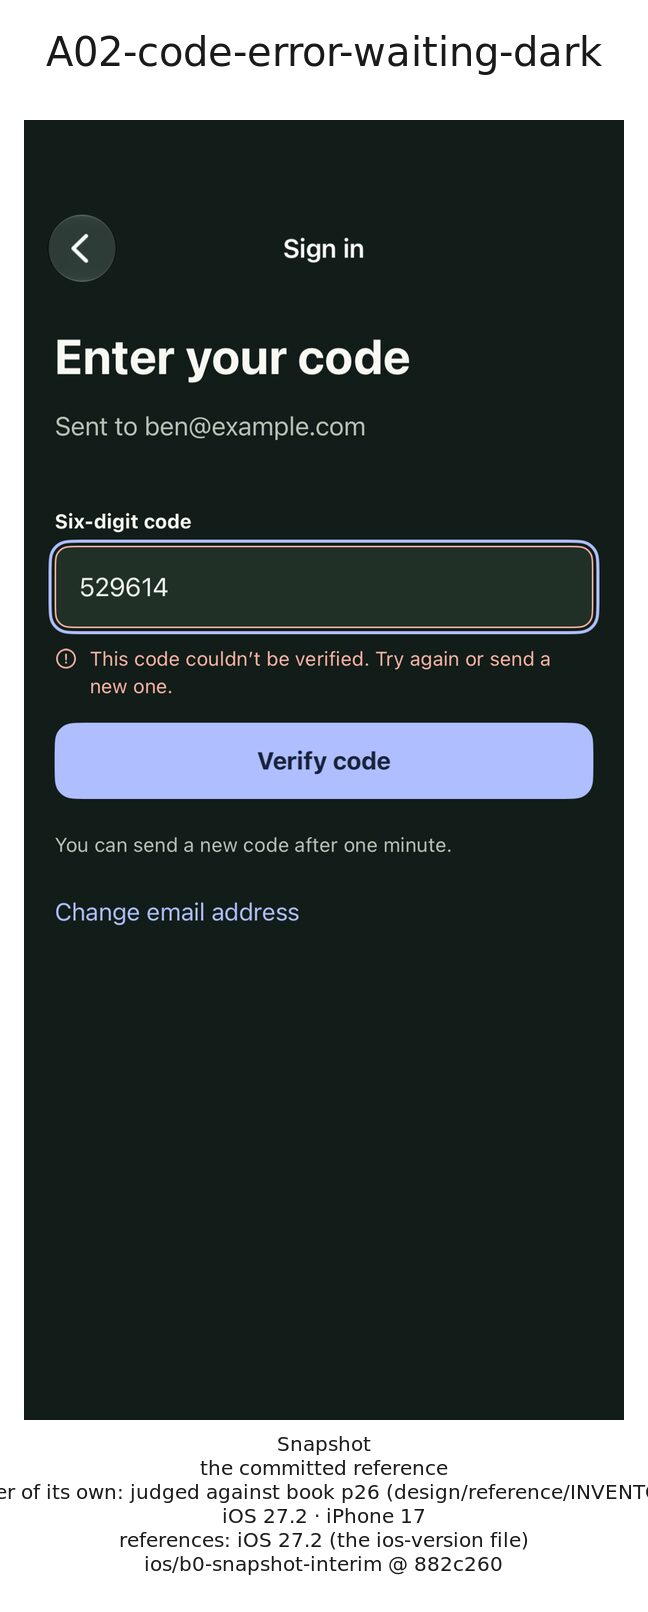 A02-code-error-waiting-dark
Sign in
Enter your code
Sent to ben@example.com
Six-digit code
529614
This code couldn’t be verified. Try again or send a
new one.
Verify code
You can send a new code after one minute.
Change email address
Snapshot
the committed reference
of its own: judged against book p26 (design/reference/
iOS 27.2 · iPhone 17
references: iOS 27.2 (the ios-version file)
ios/b0-snapshot-interim @ 882c260